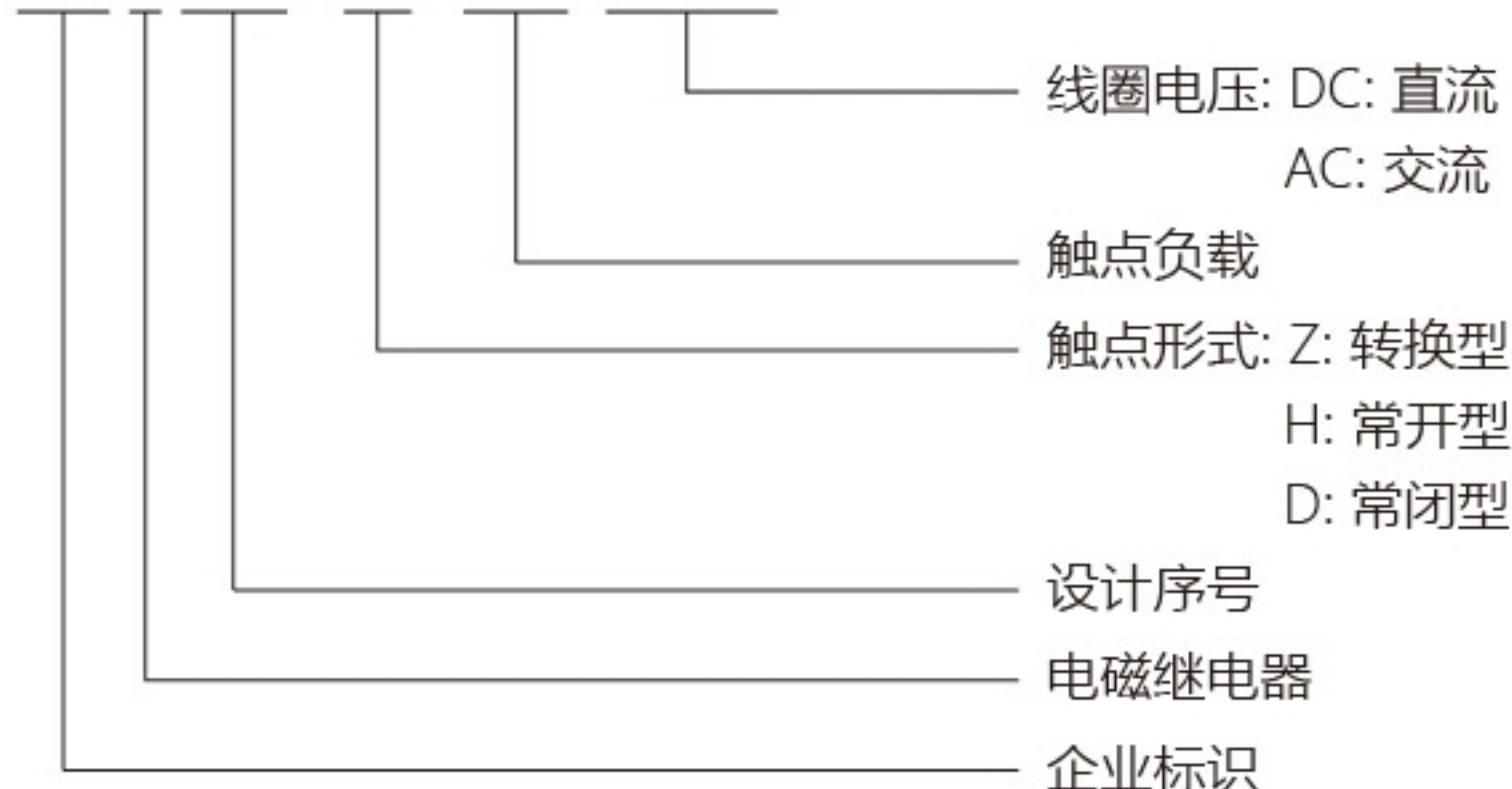 线圈电压: DC: 直流
AC: 交流
触点负载
触点形式: Z: 转换型
H: 常开型
D: 常闭型
设计序号
电磁继电器
企业标识